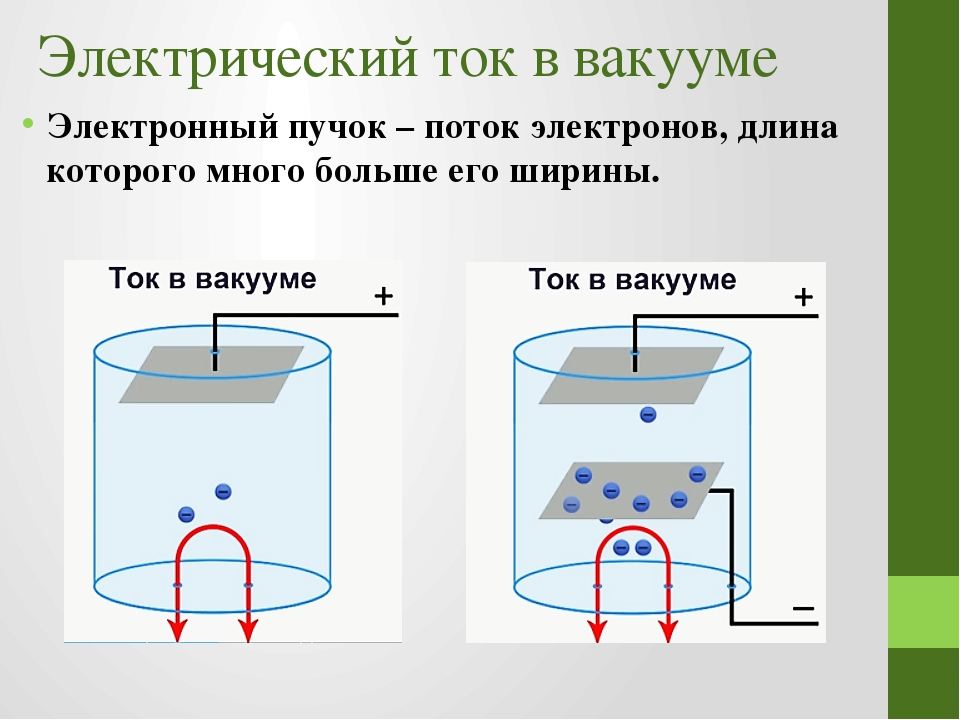 Электрический ток в вакууме
• Электронный пучок – поток электронов, длина
которого много больше его ширины.
Ток в вакууме
+
Ток в вакууме
+
–